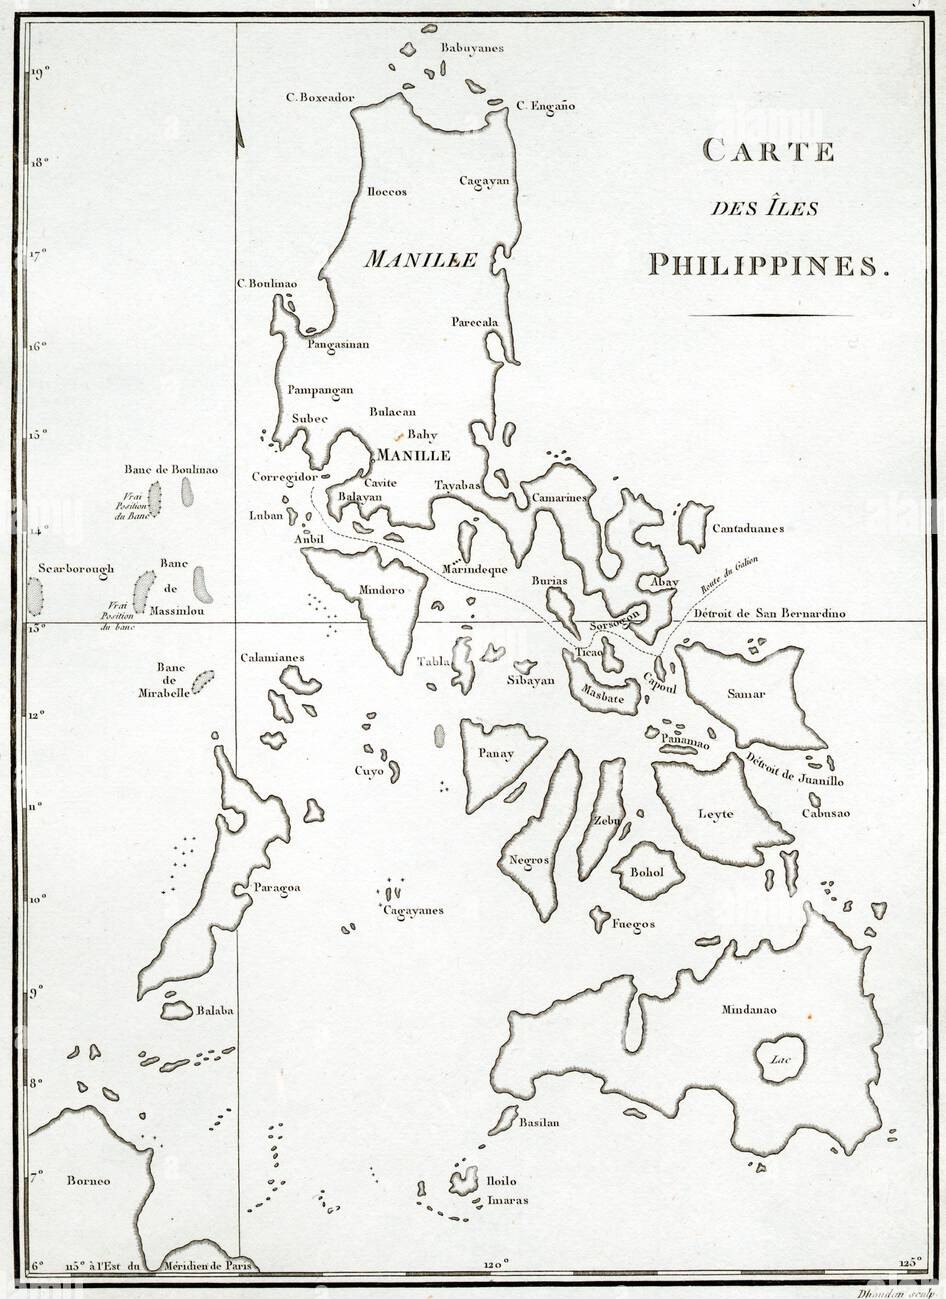 Babuyanes
19°
C. Boxeador
C. Engaño
CARTE
DES ÎLES
PHILIPPINES.
18°
Iloccos
Cagayan
17°
MANILLE
C. Boulinao
Parecala
16°
Pangasinan
Pampangan
Subec
Bulacan
15°
Bahy
MANILLE
Banc de Boulinao
Corregidor
Cavite
Tayabas
Balayan
Camarines
Vrai
Position
du Banc
Luban
Cantaduanes
14°
Anbil
Scarborough
Banc
de
Massinlou
Marindeque
Route du Galion
Mindoro
Burias
Abay
Vrai
Position
du banc
Détroit de San Bernardino
13°
Sorsogon
Ticao
Calamianes
Tabla
Banc
de
Mirabelle
Sibayan
Capoul
Masbate
Samar
12°
Panamao
Panay
Détroit de Juanillo
Cuyo
11°
Zebu
Leyte
Cabusao
Negros
Bohol
Paragoa
10°
Cagayanes
Fuegos
9°
Balaba
Mindanao
Lac
8°
Basilan
7°
Borneo
Iloilo
Imaras
6°
115° à l'Est du Méridien de Paris
120°
125°
Dhoudan sculp.
alamy